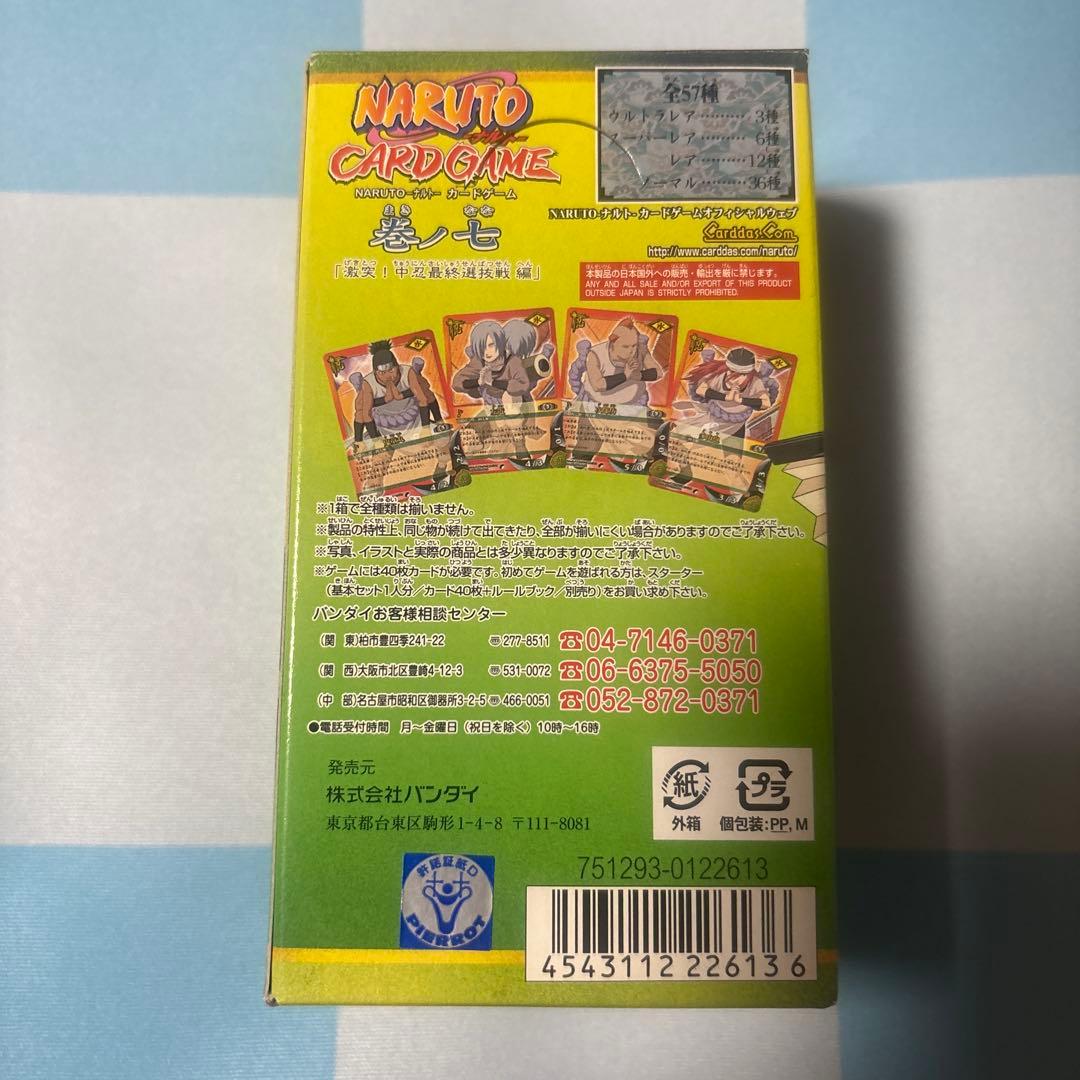 NARUTO
ーナルトー
CARD GAME
NARUTO-ナルト- カードゲーム
巻ノ七
「激突！中忍最終選抜戦 編」
全57種
ウルトラレア………3種
スーパーレア………6種
レア………12種
ノーマル………36種
NARUTO-ナルト-カードゲームオフィシャルウェブ
Carddas.Com
http://www.carddas.com/naruto/
本製品の日本国外への販売・輸出を厳に禁じます。
ANY AND ALL SALE AND/OR EXPORT OF THIS PRODUCT
OUTSIDE JAPAN IS STRICTLY PROHIBITED.
※1箱で全種類は揃いません。
※製品の特性上、同じ物が続けて出てきたり、全部が揃いにくい場合がありますのでご了承下さい。
※写真、イラストと実際の商品とは多少異なりますのでご了承下さい。
※ゲームには40枚カードが必要です。初めてゲームを遊ばれる方は、スターター
（基本セット1人分／カード40枚＋ルールブック／別売り）をお買い求め下さい。
バンダイお客様相談センター
（関 東）柏市豊四季241-22 〒277-8511 ☎04-7146-0371
（関 西）大阪市北区豊崎4-12-3 〒531-0072 ☎06-6375-5050
（中 部）名古屋市昭和区御器所3-2-5 〒466-0051 ☎052-872-0371
●電話受付時間 月～金曜日（祝日を除く）10時～16時
発売元
株式会社バンダイ
東京都台東区駒形1-4-8 〒111-8081
紙
外箱
プラ
個包装:PP, M
許諾証紙D
PIERROT
751293-0122613
4543112226136